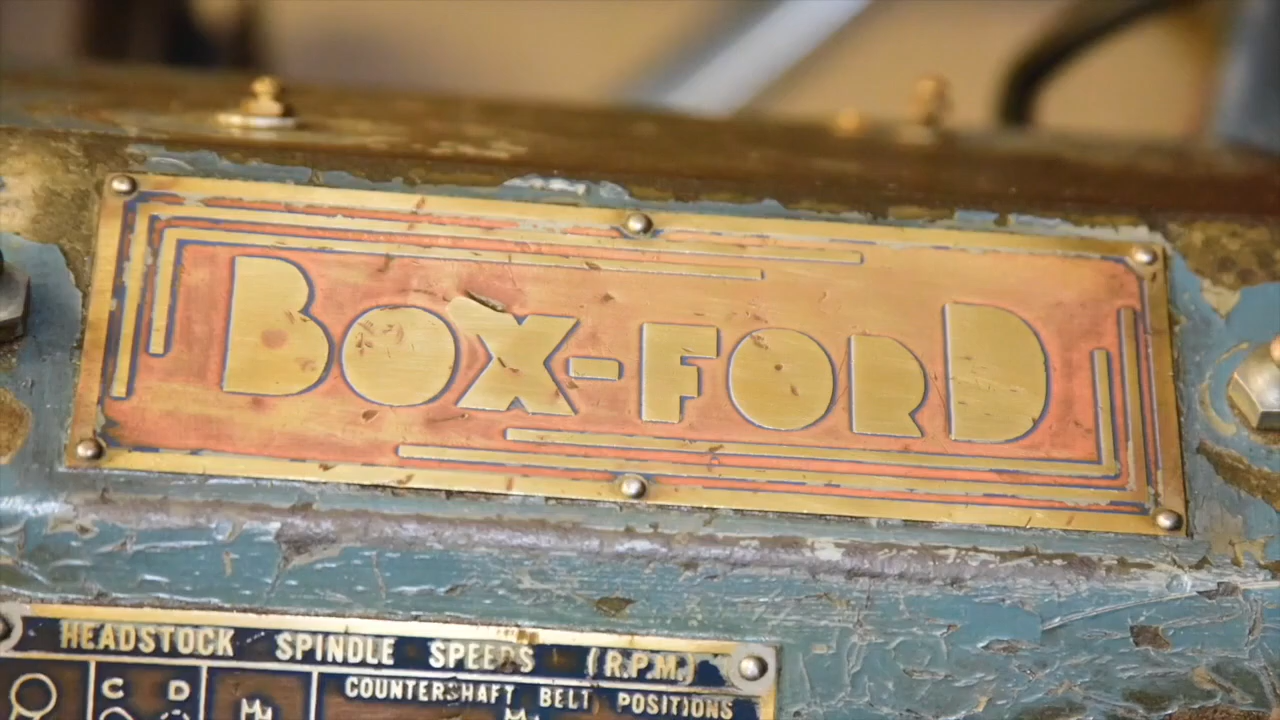 BOX-FORD
HEADSTOCK SPINDLE SPEEDS (R.P.M.)
C D
COUNTERSHAFT BELT POSITIONS